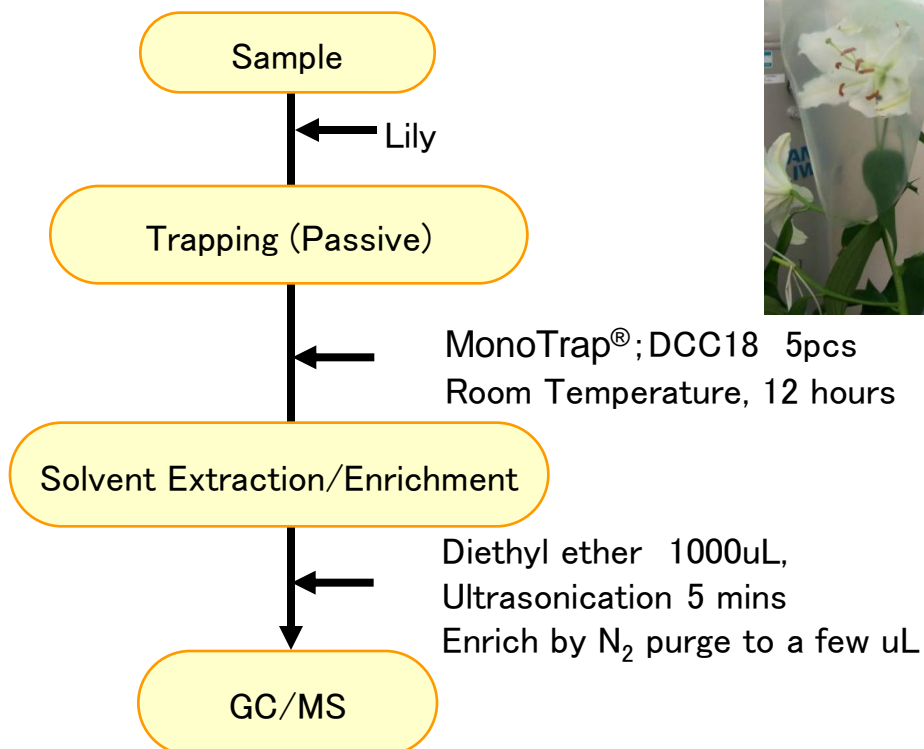 Sample
Lily
Trapping (Passive)
MonoTrap®;DCC18 5pcs
Room Temperature, 12 hours
Solvent Extraction/Enrichment
Diethyl ether 1000uL,
Ultrasonication 5 mins
Enrich by N₂ purge to a few uL
GC/MS